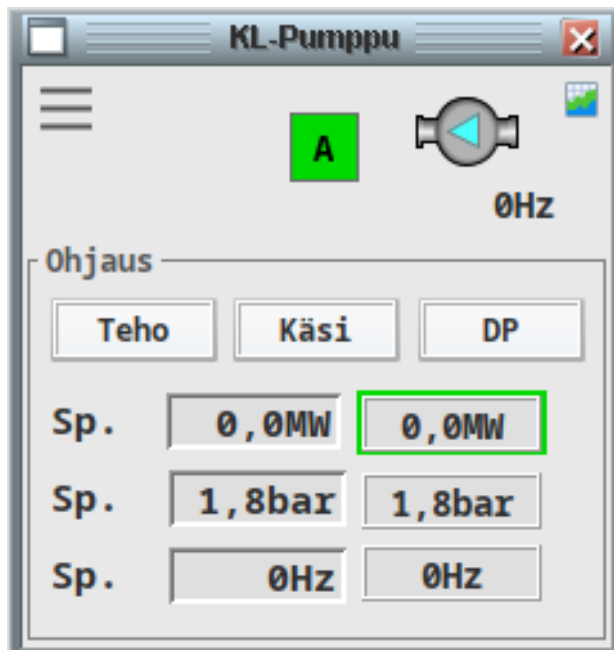 KL-Pumppu
A
0Hz
Ohjaus
Teho Käsi DP
Sp. 0,0MW 0,0MW
Sp. 1,8bar 1,8bar
Sp. 0Hz 0Hz